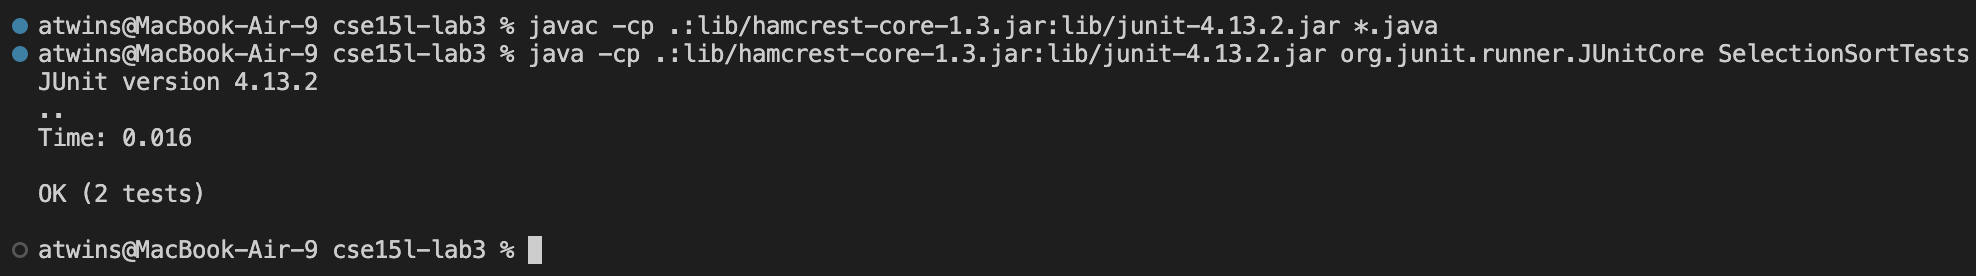 atwins@MacBook-Air-9 cse15l-lab3 % javac -cp .:lib/hamcrest-core-1.3.jar:lib/junit-4.13.2.jar *.java
atwins@MacBook-Air-9 cse15l-lab3 % java -cp .:lib/hamcrest-core-1.3.jar:lib/junit-4.13.2.jar org.junit.runner.JUnitCore SelectionSortTests
JUnit version 4.13.2
..
Time: 0.016
OK (2 tests)
atwins@MacBook-Air-9 cse15l-lab3 %